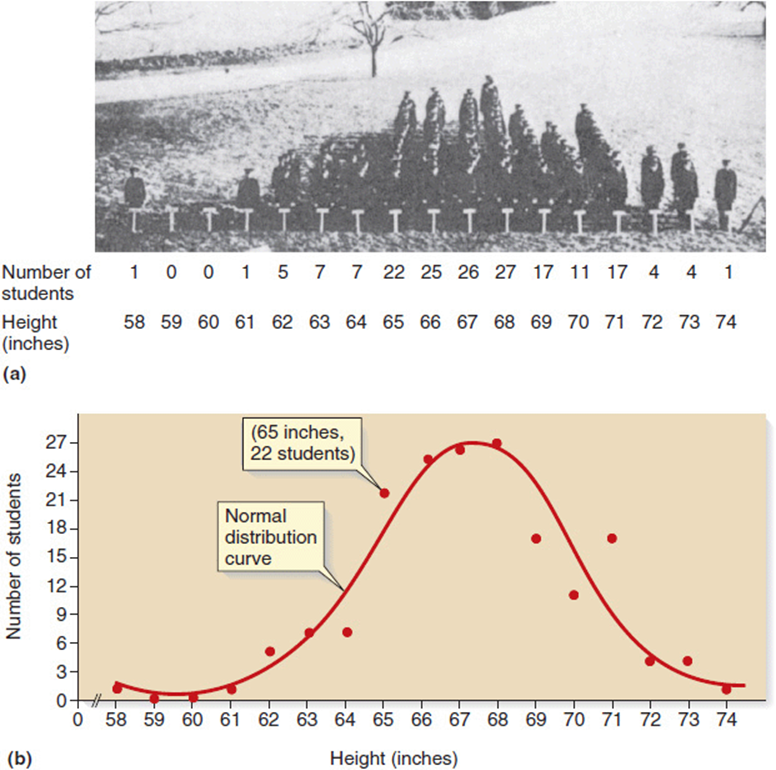 Number of students 1 0 0 1 5 7 7 22 25 26 27 17 11 17 4 4 1
Height (inches) 58 59 60 61 62 63 64 65 66 67 68 69 70 71 72 73 74
(a)
(65 inches,
22 students)
Normal
distribution
curve
Number of students
27
24
21
18
15
12
9
6
3
0
0 58 59 60 61 62 63 64 65 66 67 68 69 70 71 72 73 74
(b) Height (inches)